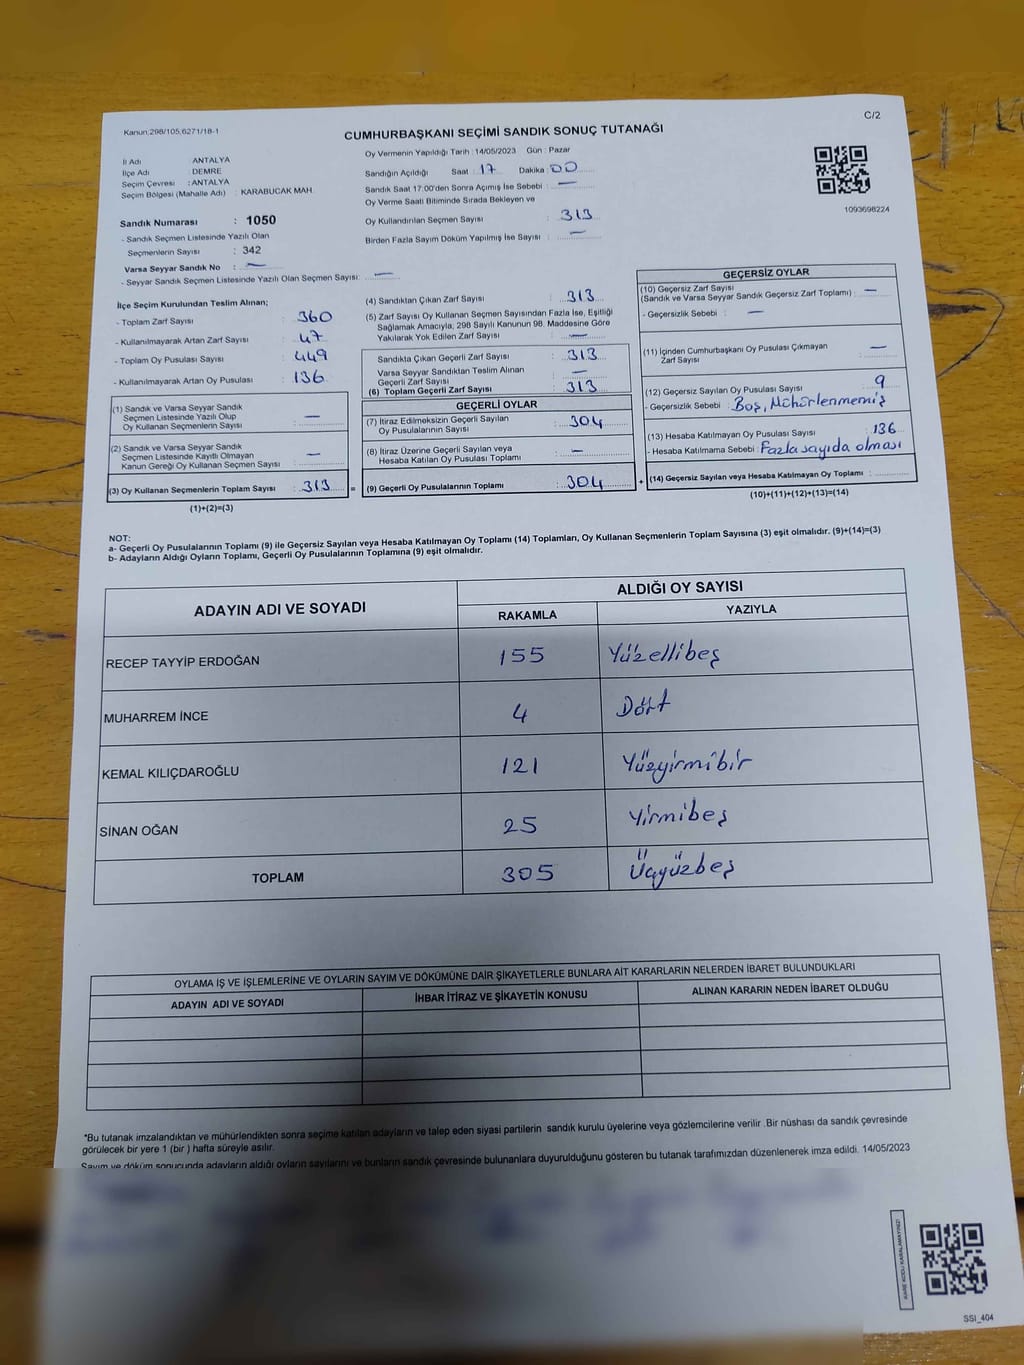 C/2
Kanun:298/105,6271/18-1
CUMHURBAŞKANI SEÇİMİ SANDIK SONUÇ TUTANAĞI
İl Adı : ANTALYA
İlçe Adı : DEMRE
Seçim Çevresi : ANTALYA
Seçim Bölgesi (Mahalle Adı) : KARABUCAK MAH.
Sandık Numarası : 1050
- Sandık Seçmen Listesinde Yazılı Olan
Seçmenlerin Sayısı : 342
Varsa Seyyar Sandık No : —
- Seyyar Sandık Seçmen Listesinde Yazılı Olan Seçmen Sayısı: —
Oy Vermenin Yapıldığı Tarih : 14/05/2023 Gün : Pazar
Sandığın Açıldığı Saat : 17 Dakika : 00
Sandık Saat 17:00'den Sonra Açımış İse Sebebi : —
Oy Verme Saati Bitiminde Sırada Bekleyen ve
Oy Kullandırılan Seçmen Sayısı : 313
Birden Fazla Sayım Döküm Yapılmış İse Sayısı : —
1093698224
İlçe Seçim Kurulundan Teslim Alınan;
- Toplam Zarf Sayısı : 360
- Kullanılmayarak Artan Zarf Sayısı : 47
- Toplam Oy Pusulası Sayısı : 449
- Kullanılmayarak Artan Oy Pusulası : 136
(1) Sandık ve Varsa Seyyar Sandık
Seçmen Listesinde Yazılı Olup
Oy Kullanan Seçmenlerin Sayısı : —
(2) Sandık ve Varsa Seyyar Sandık
Seçmen Listesinde Kayıtlı Olmayan
Kanun Gereği Oy Kullanan Seçmen Sayısı : —
(3) Oy Kullanan Seçmenlerin Toplam Sayısı : 313
(1)+(2)=(3)
(4) Sandıktan Çıkan Zarf Sayısı : 313
(5) Zarf Sayısı Oy Kullanan Seçmen Sayısından Fazla İse, Eşitliği
Sağlamak Amacıyla; 298 Sayılı Kanunun 98. Maddesine Göre
Yakılarak Yok Edilen Zarf Sayısı : —
Sandıkta Çıkan Geçerli Zarf Sayısı : 313
Varsa Seyyar Sandıktan Teslim Alınan
Geçerli Zarf Sayısı : —
(6) Toplam Geçerli Zarf Sayısı : 313
=
GEÇERLİ OYLAR
(7) İtiraz Edilmeksizin Geçerli Sayılan
Oy Pusulalarının Sayısı : 304
(8) İtiraz Üzerine Geçerli Sayılan veya
Hesaba Katılan Oy Pusulası Toplamı : —
(9) Geçerli Oy Pusulalarının Toplamı : 304
+
GEÇERSİZ OYLAR
(10) Geçersiz Zarf Sayısı
(Sandık ve Varsa Seyyar Sandık Geçersiz Zarf Toplamı) : —
- Geçersizlik Sebebi : —
(11) İçinden Cumhurbaşkanı Oy Pusulası Çıkmayan
Zarf Sayısı : —
(12) Geçersiz Sayılan Oy Pusulası Sayısı : 9
- Geçersizlik Sebebi : Boş, Mühürlenmemiş
(13) Hesaba Katılmayan Oy Pusulası Sayısı : 136
- Hesaba Katılmama Sebebi : Fazla sayıda olması
(14) Geçersiz Sayılan veya Hesaba Katılmayan Oy Toplamı :
(10)+(11)+(12)+(13)=(14)
NOT:
a- Geçerli Oy Pusulalarının Toplamı (9) ile Geçersiz Sayılan veya Hesaba Katılmayan Oy Toplamı (14) Toplamları, Oy Kullanan Seçmenlerin Toplam Sayısına (3) eşit olmalıdır. (9)+(14)=(3)
b- Adayların Aldığı Oyların Toplamı, Geçerli Oy Pusulalarının Toplamına (9) eşit olmalıdır.
ADAYIN ADI VE SOYADI
ALDIĞI OY SAYISI
RAKAMLA YAZIYLA
RECEP TAYYİP ERDOĞAN 155 Yüzellibeş
MUHARREM İNCE 4 Dört
KEMAL KILIÇDAROĞLU 121 Yüzyirmibir
SİNAN OĞAN 25 Yirmibeş
TOPLAM 305 Üçyüzbeş
OYLAMA İŞ VE İŞLEMLERİNE VE OYLARIN SAYIM VE DÖKÜMÜNE DAİR ŞİKAYETLERLE BUNLARA AİT KARARLARIN NELERDEN İBARET BULUNDUKLARI
ADAYIN ADI VE SOYADI İHBAR İTİRAZ VE ŞİKAYETİN KONUSU ALINAN KARARIN NEDEN İBARET OLDUĞU
*Bu tutanak imzalandıktan ve mühürlendikten sonra seçime katılan adayların ve talep eden siyasi partilerin sandık kurulu üyelerine veya gözlemcilerine verilir .Bir nüshası da sandık çevresinde
görülecek bir yere 1 (bir ) hafta süreyle asılır.
Sayım ve döküm sonucunda adayların aldığı oyların sayılarını ve bunların sandık çevresinde bulunanlara duyurulduğunu gösteren bu tutanak tarafımızdan düzenlenerek imza edildi. 14/05/2023
KARE KODU KARALAMAYINIZ!
SSI_404